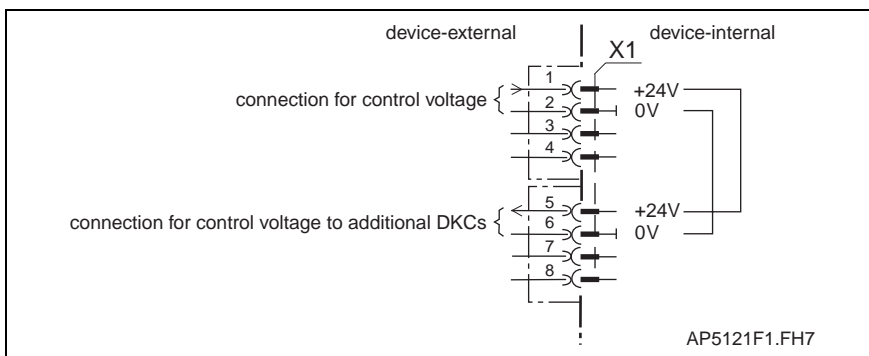 device-external device-internal
X1
1
connection for control voltage +24V
2 0V
3
4
5 +24V
connection for control voltage to additional DKCs
6 0V
7
8
AP5121F1.FH7